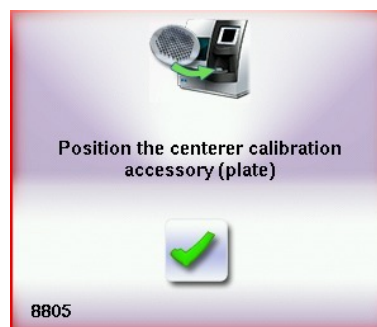 Position the centerer calibration
accessory (plate)
8805